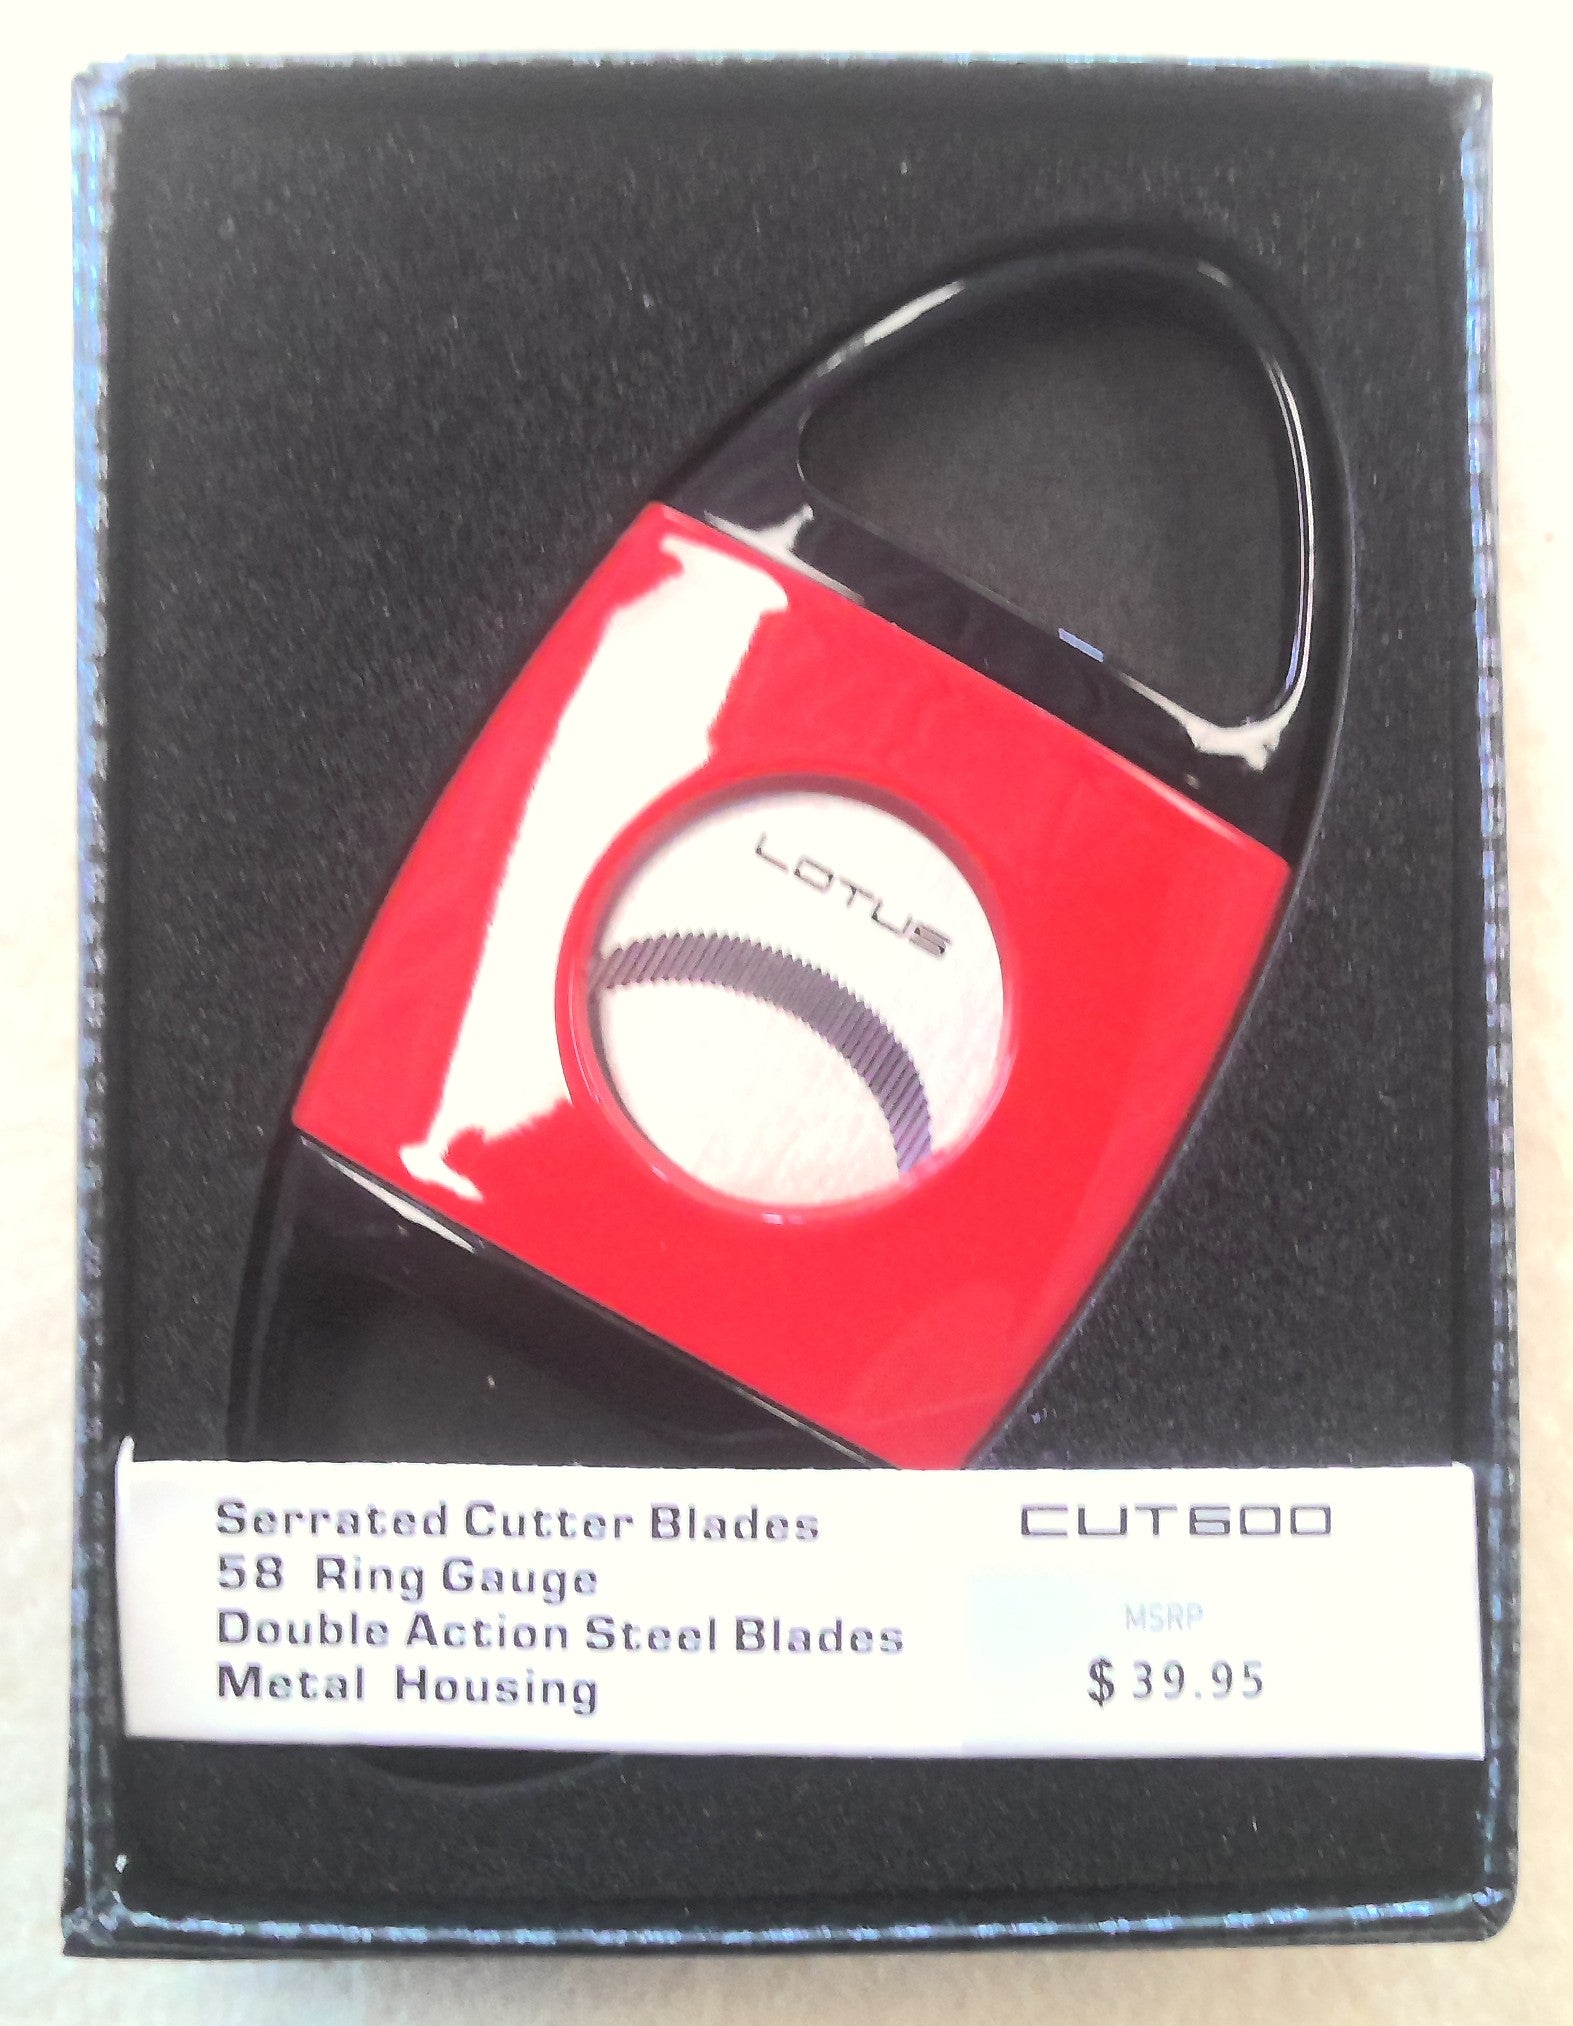 LOTUS
Serrated Cutter Blades
58 Ring Gauge
Double Action Steel Blades
Metal Housing
CUT600
MSRP
$39.95